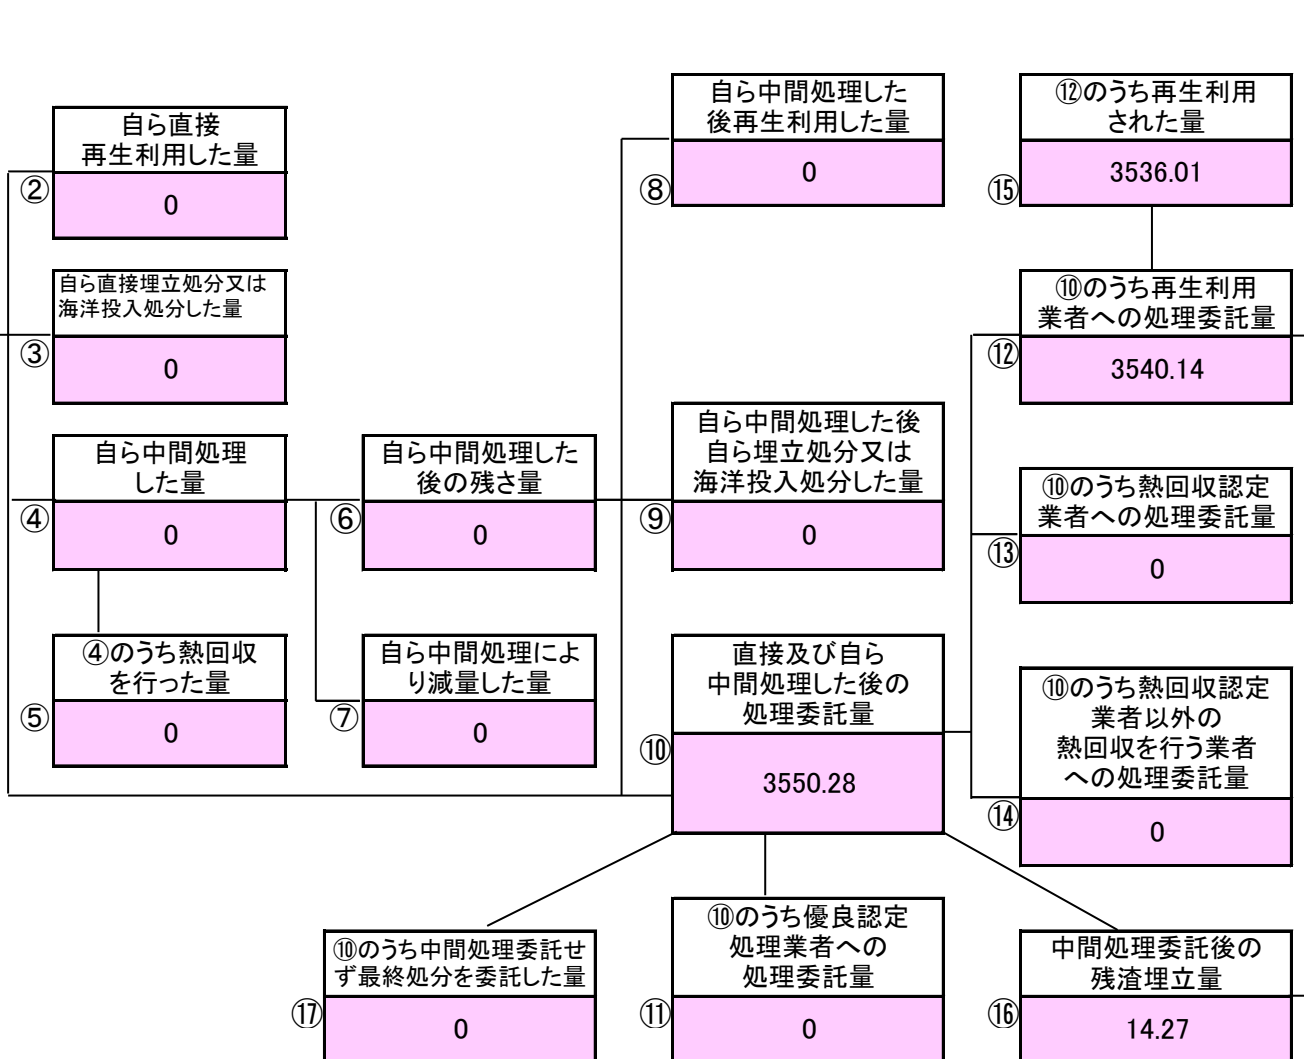 自ら直接
再生利用した量
②
0
自ら直接埋立処分又は
海洋投入処分した量
③
0
自ら中間処理
した量
④
0
④のうち熱回収
を行った量
⑤
0
自ら中間処理した
後の残さ量
⑥
0
自ら中間処理によ
り減量した量
⑦
0
自ら中間処理した
後再生利用した量
⑧
0
自ら中間処理した後
自ら埋立処分又は
海洋投入処分した量
⑨
0
直接及び自ら
中間処理した後の
処理委託量
⑩
3550.28
⑫のうち再生利用
された量
⑮
3536.01
⑩のうち再生利用
業者への処理委託量
⑫
3540.14
⑩のうち熱回収認定
業者への処理委託量
⑬
0
⑩のうち熱回収認定
業者以外の
熱回収を行う業者
への処理委託量
⑭
0
⑩のうち中間処理委託せ
ず最終処分を委託した量
⑰
0
⑩のうち優良認定
処理業者への
処理委託量
⑪
0
中間処理委託後の
残渣埋立量
⑯
14.27